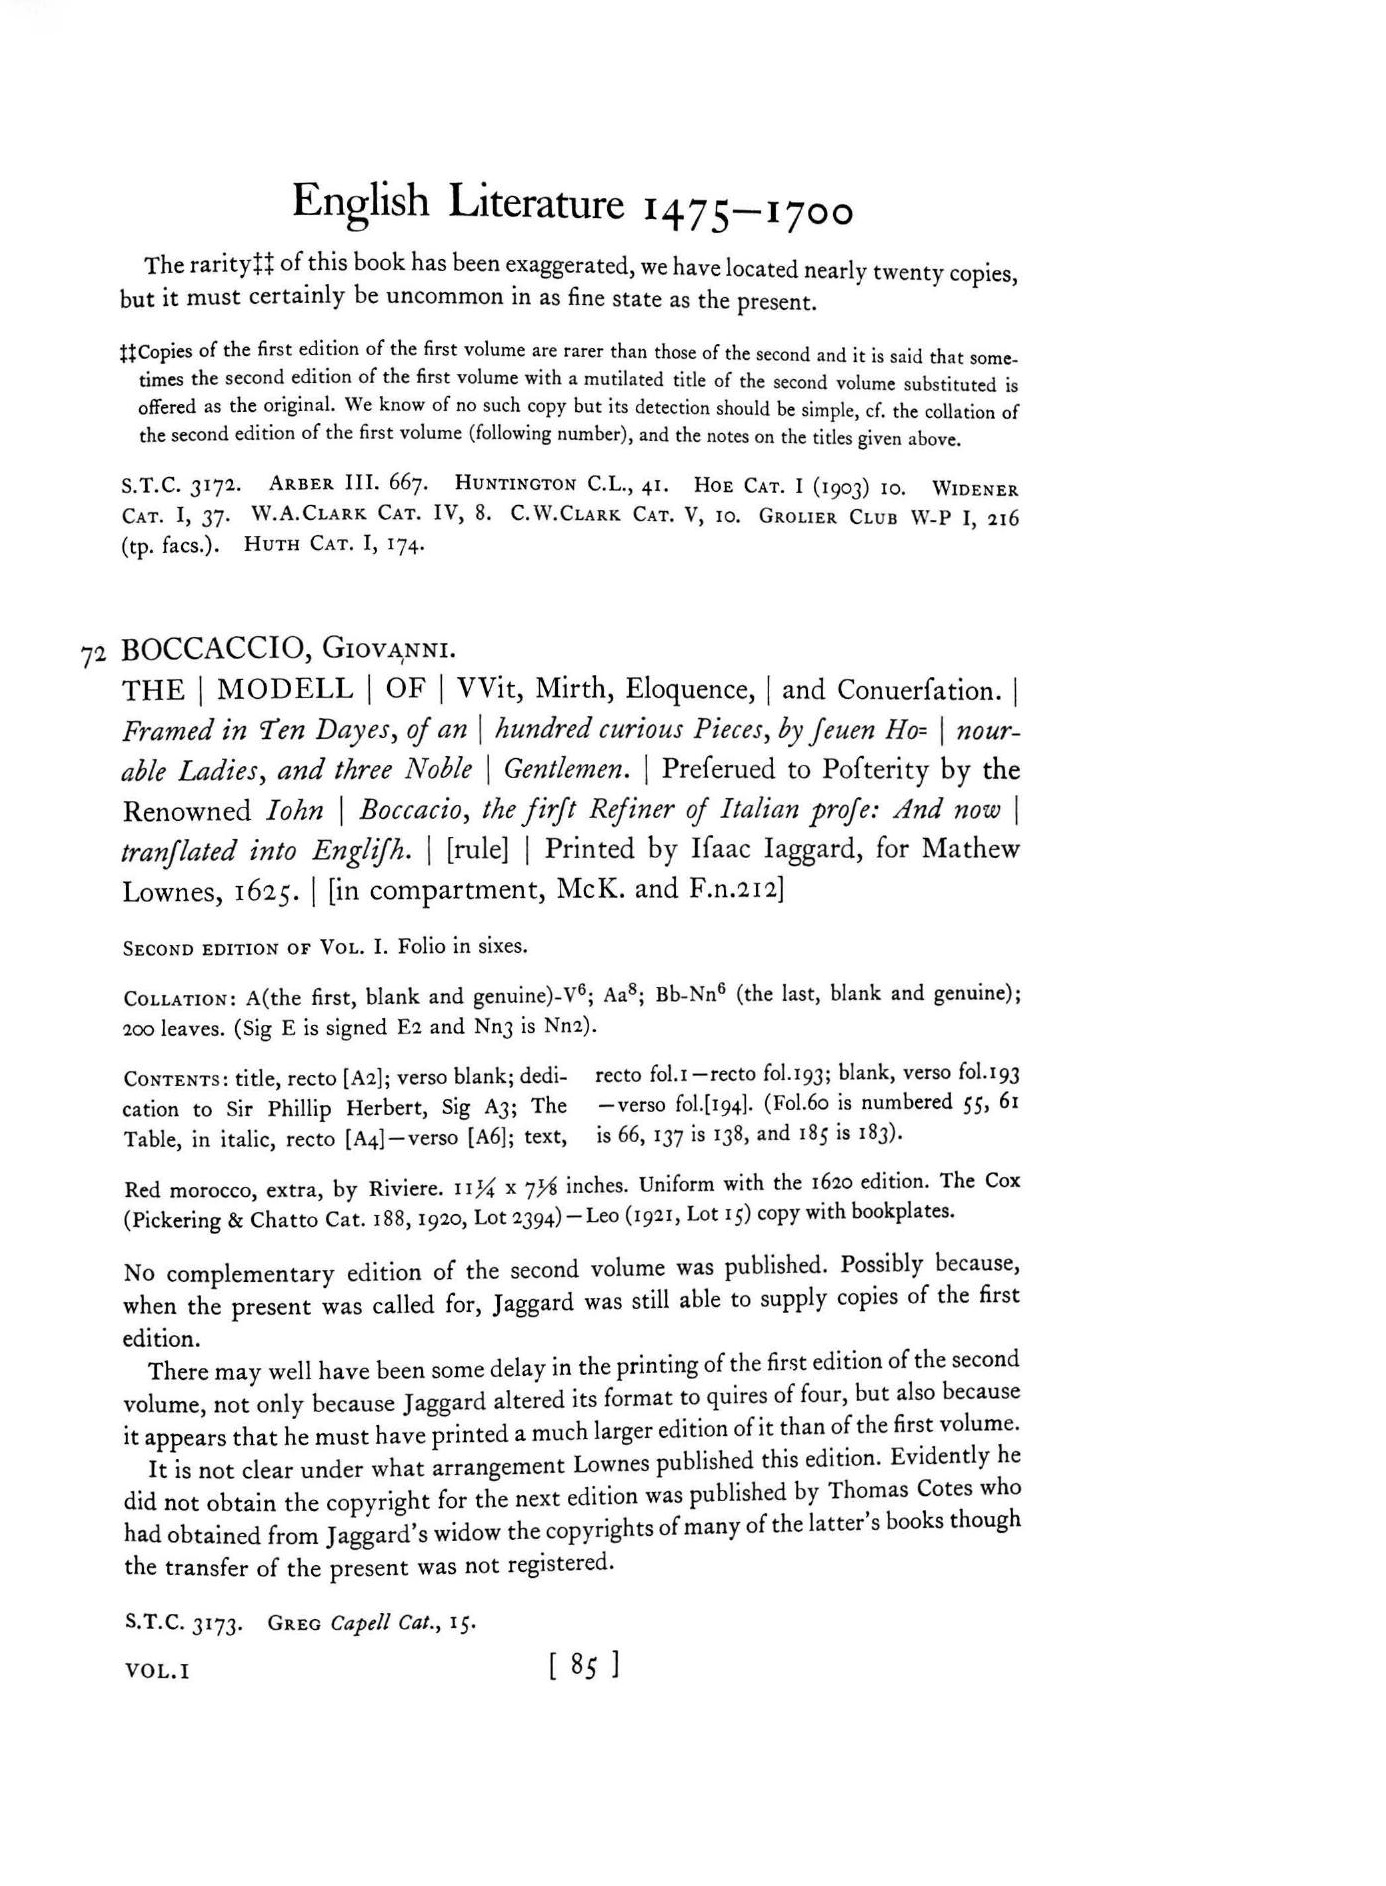 English Literature 1475—1700
The rarity‡‡ of this book has been exaggerated, we have located nearly twenty copies,
but it must certainly be uncommon in as fine state as the present.
‡‡Copies of the first edition of the first volume are rarer than those of the second and it is said that some-
times the second edition of the first volume with a mutilated title of the second volume substituted is
offered as the original. We know of no such copy but its detection should be simple, cf. the collation of
the second edition of the first volume (following number), and the notes on the titles given above.
S.T.C. 3172. ARBER III. 667. HUNTINGTON C.L., 41. HOE CAT. I (1903) 10. WIDENER
CAT. I, 37. W.A.CLARK CAT. IV, 8. C.W.CLARK CAT. V, 10. GROLIER CLUB W-P I, 216
(tp. facs.). HUTH CAT. I, 174.
72 BOCCACCIO, GIOVANNI.
THE | MODELL | OF | VVit, Mirth, Eloquence, | and Conuerſation. |
Framed in Ten Dayes, of an | hundred curious Pieces, by ſeuen Ho= | nour-
able Ladies, and three Noble | Gentlemen. | Preſerued to Poſterity by the
Renowned Iohn | Boccacio, the firſt Refiner of Italian proſe: And now |
tranſlated into Engliſh. | [rule] | Printed by Iſaac Iaggard, for Mathew
Lownes, 1625. | [in compartment, McK. and F.n.212]
SECOND EDITION OF VOL. I. Folio in sixes.
COLLATION: A(the first, blank and genuine)-V⁶; Aa⁸; Bb-Nn⁶ (the last, blank and genuine);
200 leaves. (Sig E is signed E2 and Nn3 is Nn2).
CONTENTS: title, recto [A2]; verso blank; dedi-
cation to Sir Phillip Herbert, Sig A3; The
Table, in italic, recto [A4]—verso [A6]; text,
recto fol.1—recto fol.193; blank, verso fol.193
—verso fol.[194]. (Fol.60 is numbered 55, 61
is 66, 137 is 138, and 185 is 183).
Red morocco, extra, by Riviere. 11¼ x 7⅛ inches. Uniform with the 1620 edition. The Cox
(Pickering & Chatto Cat. 188, 1920, Lot 2394)—Leo (1921, Lot 15) copy with bookplates.
No complementary edition of the second volume was published. Possibly because,
when the present was called for, Jaggard was still able to supply copies of the first
edition.
There may well have been some delay in the printing of the first edition of the second
volume, not only because Jaggard altered its format to quires of four, but also because
it appears that he must have printed a much larger edition of it than of the first volume.
It is not clear under what arrangement Lownes published this edition. Evidently he
did not obtain the copyright for the next edition was published by Thomas Cotes who
had obtained from Jaggard's widow the copyrights of many of the latter's books though
the transfer of the present was not registered.
S.T.C. 3173. GREG Capell Cat., 15.
VOL.I [ 85 ]